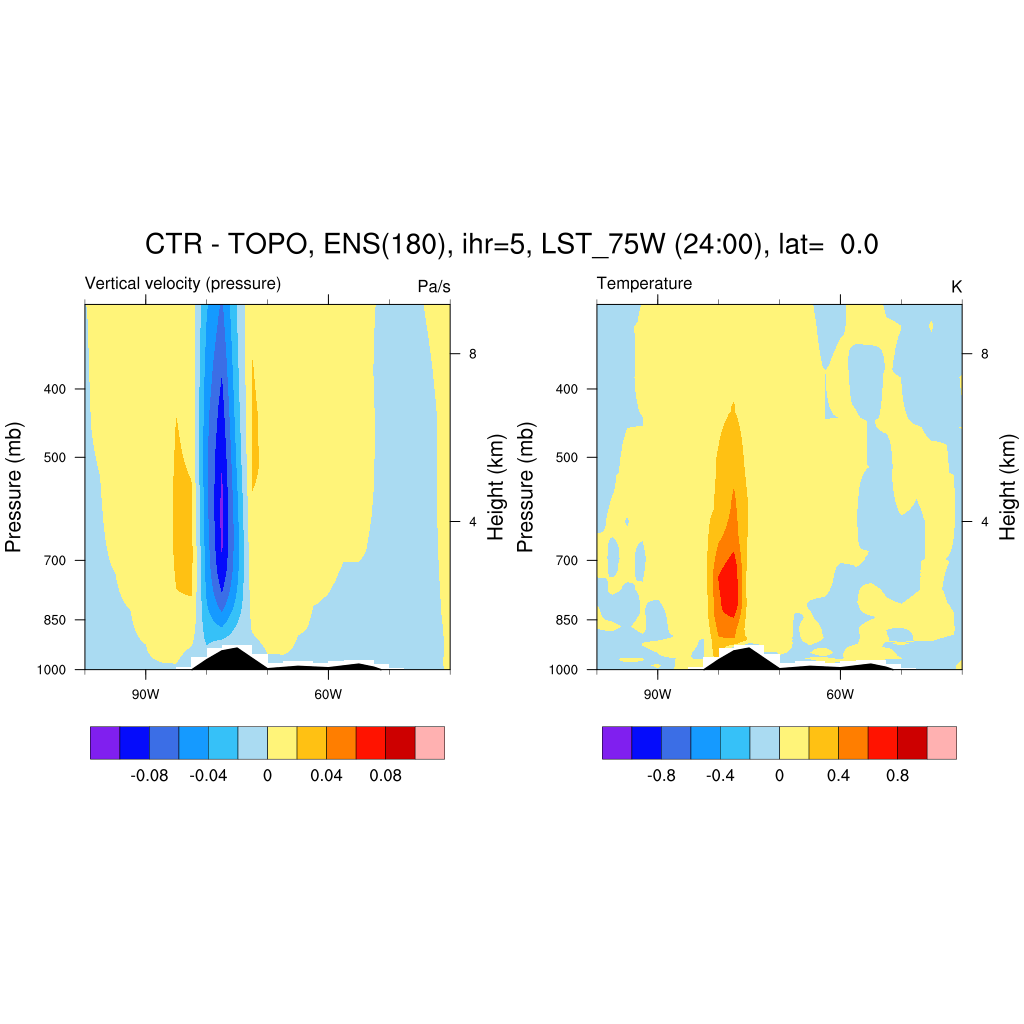 CTR - TOPO, ENS(180), ihr=5, LST_75W (24:00), lat=  0.0
Vertical velocity (pressure)
Pa/s
Pressure (mb)
400
500
700
850
1000
90W
60W
8
4
Height (km)
-0.08
-0.04
0
0.04
0.08
Temperature
K
Pressure (mb)
400
500
700
850
1000
90W
60W
8
4
Height (km)
-0.8
-0.4
0
0.4
0.8